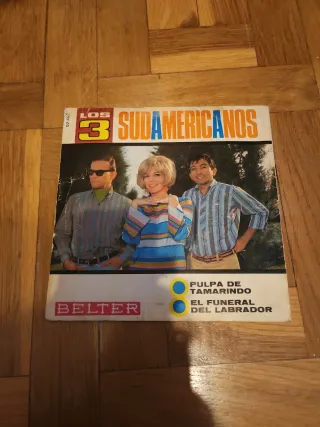 LOS
3
SUDAMERICANOS
PULPA DE
TAMARINDO
EL FUNERAL
DEL LABRADOR
BELTER